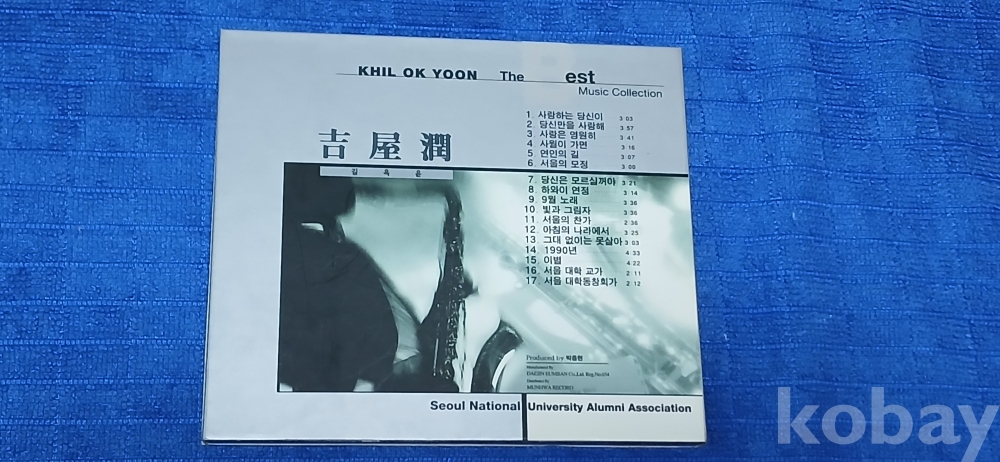 KHIL OK YOON The est
Music Collection
吉屋潤
길 옥 윤
1. 사랑하는 당신이 3 03
2. 당신만을 사랑해 3 57
3. 사랑은 영원히 3 41
4. 사월이 가면 3 16
5. 연인의 길 3 07
6. 서울의 모정 3 00
7. 당신은 모르실꺼야 3 21
8. 하와이 연정 3 14
9. 9월 노래 3 36
10. 빛과 그림자 3 36
11. 서울의 찬가 2 36
12. 아침의 나라에서 3 25
13. 그대 없이는 못살아 3 03
14. 1990년 4 33
15. 이별 4 22
16. 서울 대학 교가 2 11
17. 서울 대학동창회가 2 12
Produced by
Manufactured By
Distributed By
Seoul National University Alumni Association
kobay